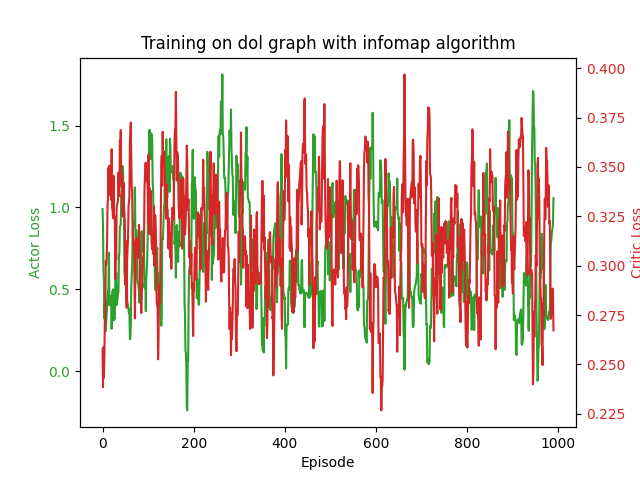 Training on dol graph with infomap algorithm
Actor Loss
1.5
1.0
0.5
0.0
0.400
0.375
0.350
0.325
0.300
0.275
0.250
0.225
Critic Loss
0 200 400 600 800 1000
Episode